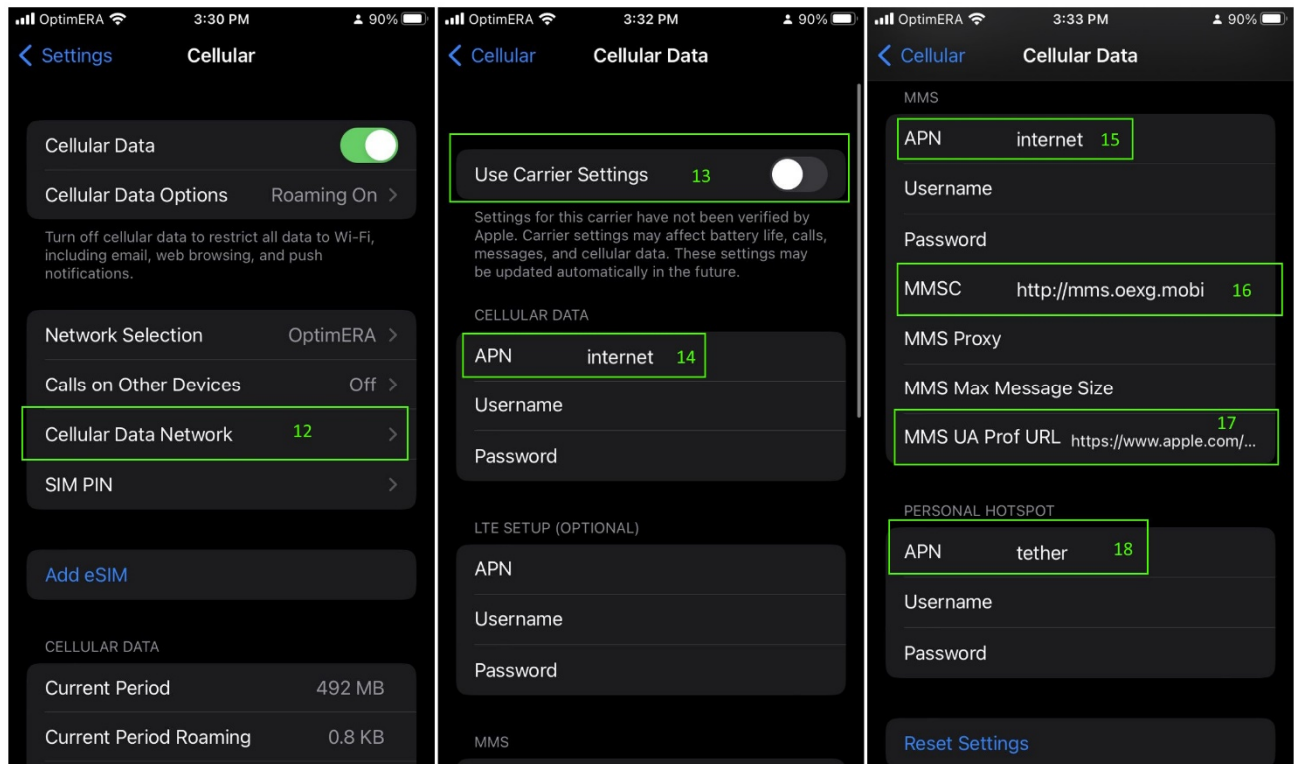 OptimERA 3:30 PM 90%
Settings Cellular
Cellular Data
Cellular Data Options Roaming On
Turn off cellular data to restrict all data to Wi-Fi,
including email, web browsing, and push
notifications.
Network Selection OptimERA
Calls on Other Devices Off
Cellular Data Network 12
SIM PIN
Add eSIM
CELLULAR DATA
Current Period 492 MB
Current Period Roaming 0.8 KB
OptimERA 3:32 PM 90%
Cellular Cellular Data
Use Carrier Settings 13
Settings for this carrier have not been verified by
Apple. Carrier settings may affect battery life, calls,
messages, and cellular data. These settings may
be updated automatically in the future.
CELLULAR DATA
APN internet 14
Username
Password
LTE SETUP (OPTIONAL)
APN
Username
Password
MMS
OptimERA 3:33 PM 90%
Cellular Cellular Data
MMS
APN internet 15
Username
Password
MMSC http://mms.oexg.mobi 16
MMS Proxy
MMS Max Message Size
MMS UA Prof URL https://www.apple.com/... 17
PERSONAL HOTSPOT
APN tether 18
Username
Password
Reset Settings